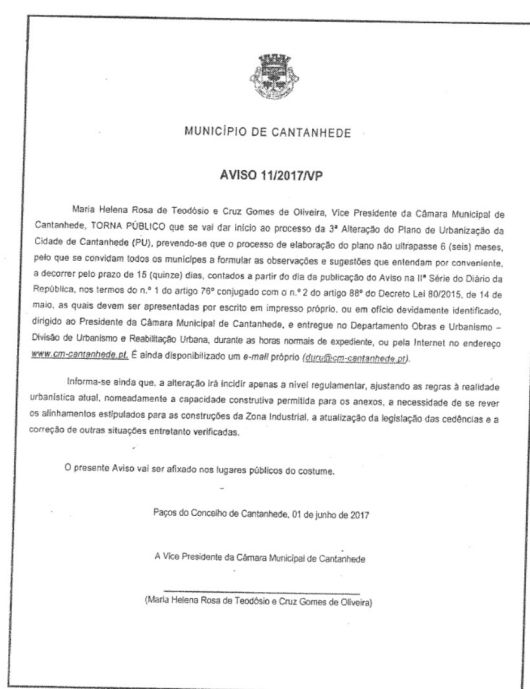 MUNICÍPIO DE CANTANHEDE
AVISO 11/2017/VP
Maria Helena Rosa de Teodósio e Cruz Gomes de Oliveira, Vice Presidente da Câmara Municipal de
Cantanhede, TORNA PÚBLICO que se vai dar início ao processo da 3ª Alteração do Plano de Urbanização da
Cidade de Cantanhede (PU), prevendo-se que o processo de elaboração do plano não ultrapasse 6 (seis) meses,
pelo que se convidam todos os munícipes a formular as observações e sugestões que entendam por conveniente,
a decorrer pelo prazo de 15 (quinze) dias, contados a partir do dia da publicação do Aviso na IIª Série do Diário da
República, nos termos do n.º 1 do artigo 76º conjugado com o n.º 2 do artigo 88º do Decreto Lei 80/2015, de 14 de
maio, as quais devem ser apresentadas por escrito em impresso próprio, ou em ofício devidamente identificado,
dirigido ao Presidente da Câmara Municipal de Cantanhede, e entregue no Departamento Obras e Urbanismo –
Divisão de Urbanismo e Reabilitação Urbana, durante as horas normais de expediente, ou pela Internet no endereço
www.cm-cantanhede.pt. É ainda disponibilizado um e-mail próprio (duru@cm-cantanhede.pt).
Informa-se ainda que, a alteração irá incidir apenas a nível regulamentar, ajustando as regras à realidade
urbanística atual, nomeadamente a capacidade construtiva permitida para os anexos, a necessidade de se rever
os alinhamentos estipulados para as construções da Zona Industrial, a atualização da legislação das cedências e a
correção de outras situações entretanto verificadas.
O presente Aviso vai ser afixado nos lugares públicos do costume.
Paços do Concelho de Cantanhede, 01 de junho de 2017
A Vice Presidente da Câmara Municipal de Cantanhede
(Maria Helena Rosa de Teodósio e Cruz Gomes de Oliveira)